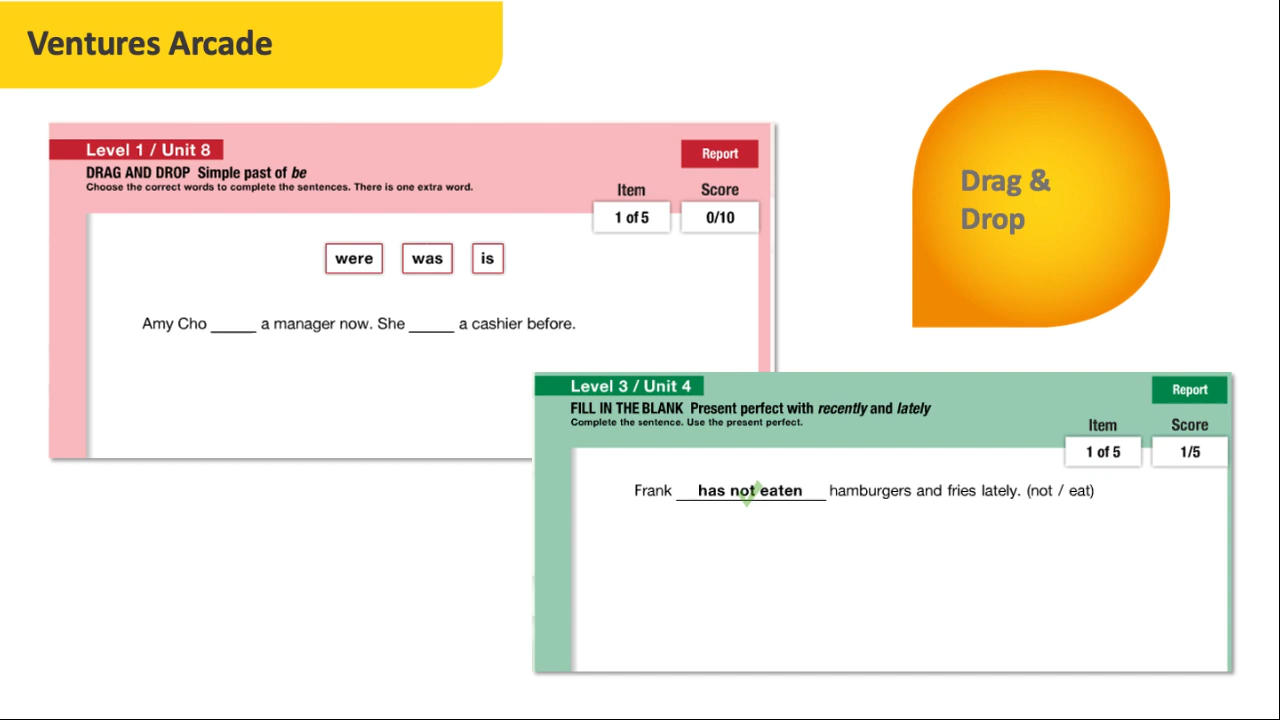 Ventures Arcade
Level 1 / Unit 8
Report
DRAG AND DROP Simple past of be
Choose the correct words to complete the sentences. There is one extra word.
Item
Score
1 of 5
0/10
were
was
is
Amy Cho _____ a manager now. She _____ a cashier before.
Drag &
Drop
Level 3 / Unit 4
Report
FILL IN THE BLANK Present perfect with recently and lately
Complete the sentence. Use the present perfect.
Item
Score
1 of 5
1/5
Frank has not eaten hamburgers and fries lately. (not / eat)